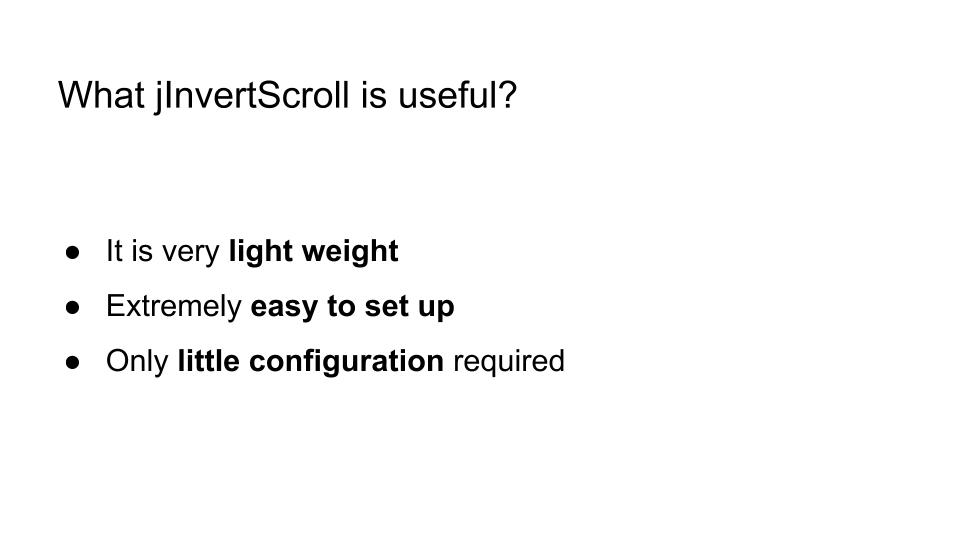 What jInvertScroll is useful?
● It is very light weight
● Extremely easy to set up
● Only little configuration required